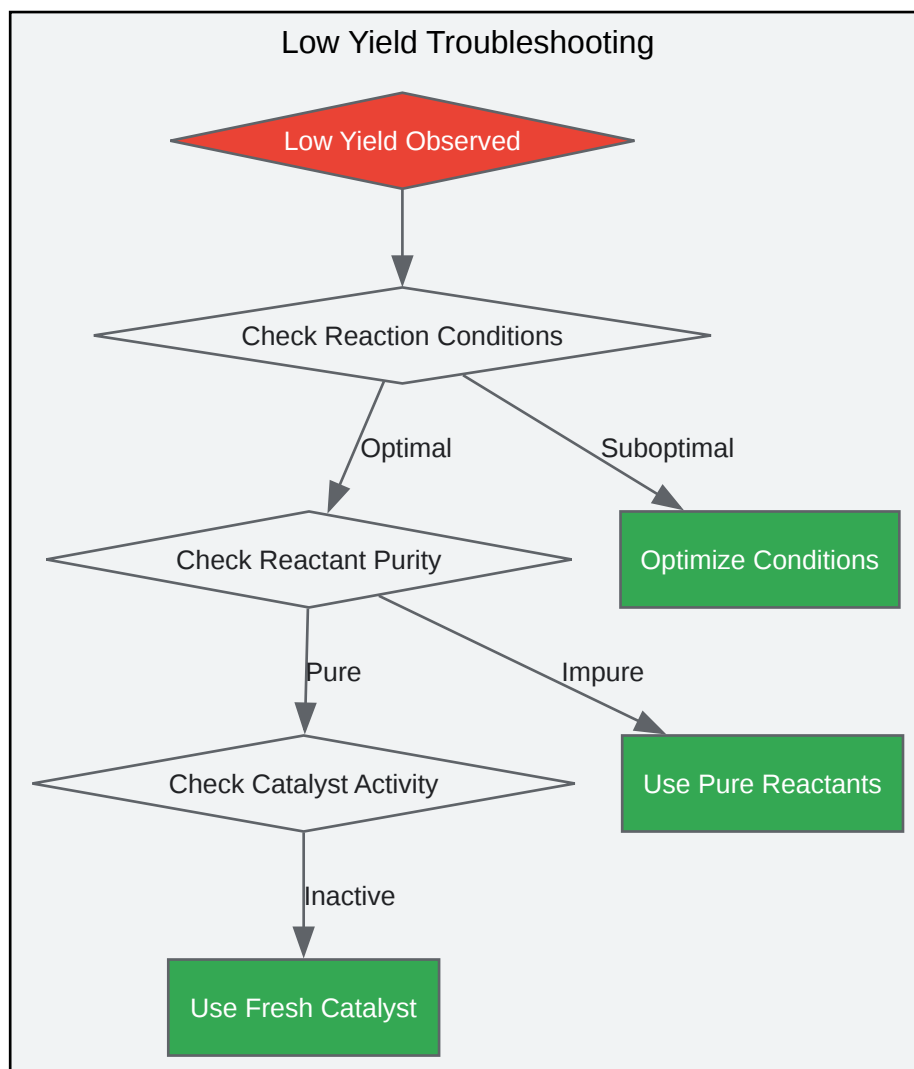 Low Yield Troubleshooting
Low Yield Observed
Check Reaction Conditions
Optimal
Suboptimal
Check Reactant Purity
Optimize Conditions
Pure
Impure
Check Catalyst Activity
Use Pure Reactants
Inactive
Use Fresh Catalyst